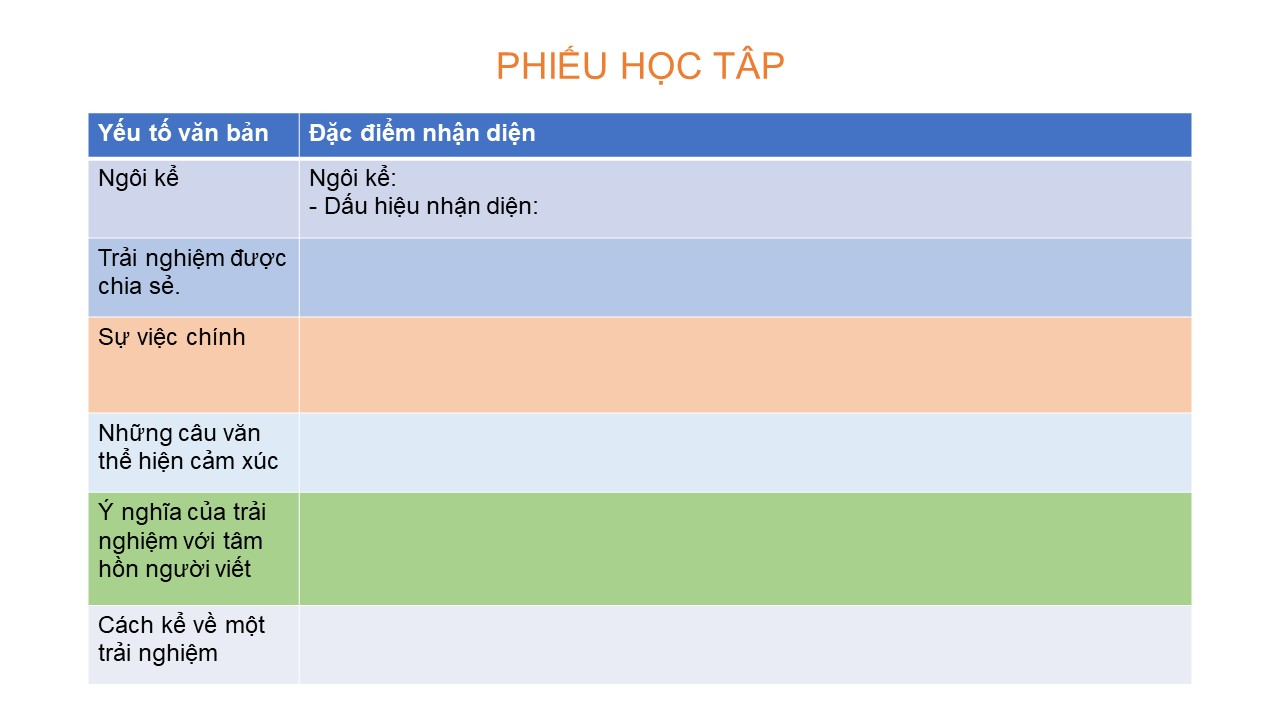 PHIẾU HỌC TÂP
Yếu tố văn bản
Đặc điểm nhận diện
Ngôi kể
Ngôi kể:
- Dấu hiệu nhận diện:
Trải nghiệm được
chia sẻ.
Sự việc chính
Những câu văn
thể hiện cảm xúc
Ý nghĩa của trải
nghiệm với tâm
hồn người viết
Cách kể về một
trải nghiệm